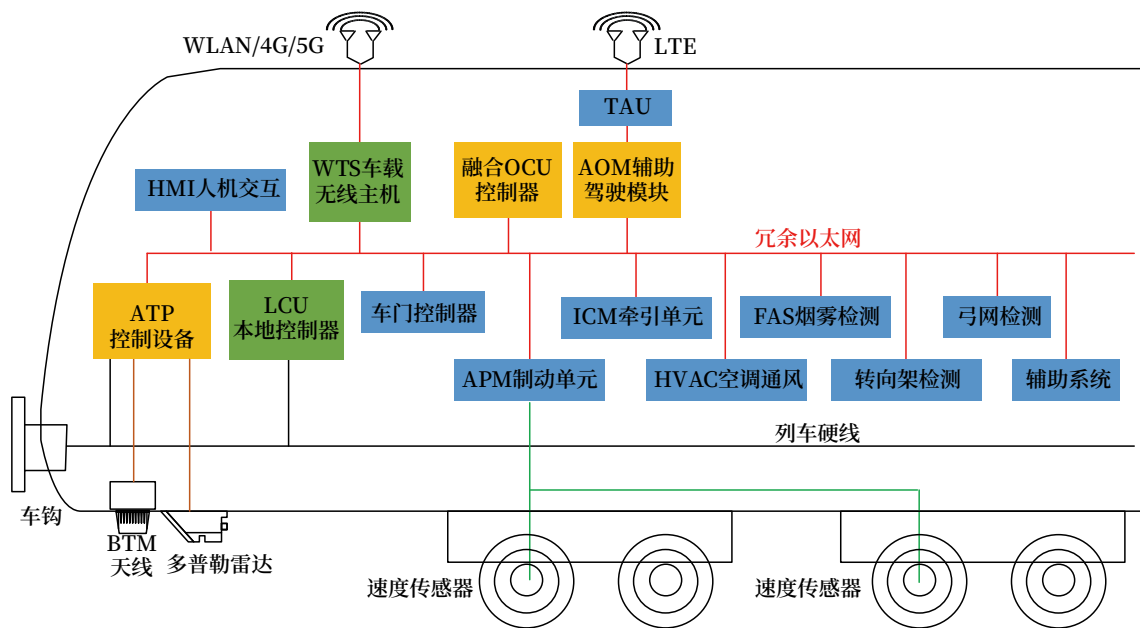 WLAN/4G/5G
LTE
TAU
WTS车载
无线主机
融合OCU
控制器
AOM辅助
驾驶模块
HMI人机交互
冗余以太网
ATP
控制设备
LCU
本地控制器
车门控制器
ICM牵引单元
FAS烟雾检测
弓网检测
APM制动单元
HVAC空调通风
转向架检测
辅助系统
列车硬线
车钩
BTM
天线
多普勒雷达
速度传感器
速度传感器